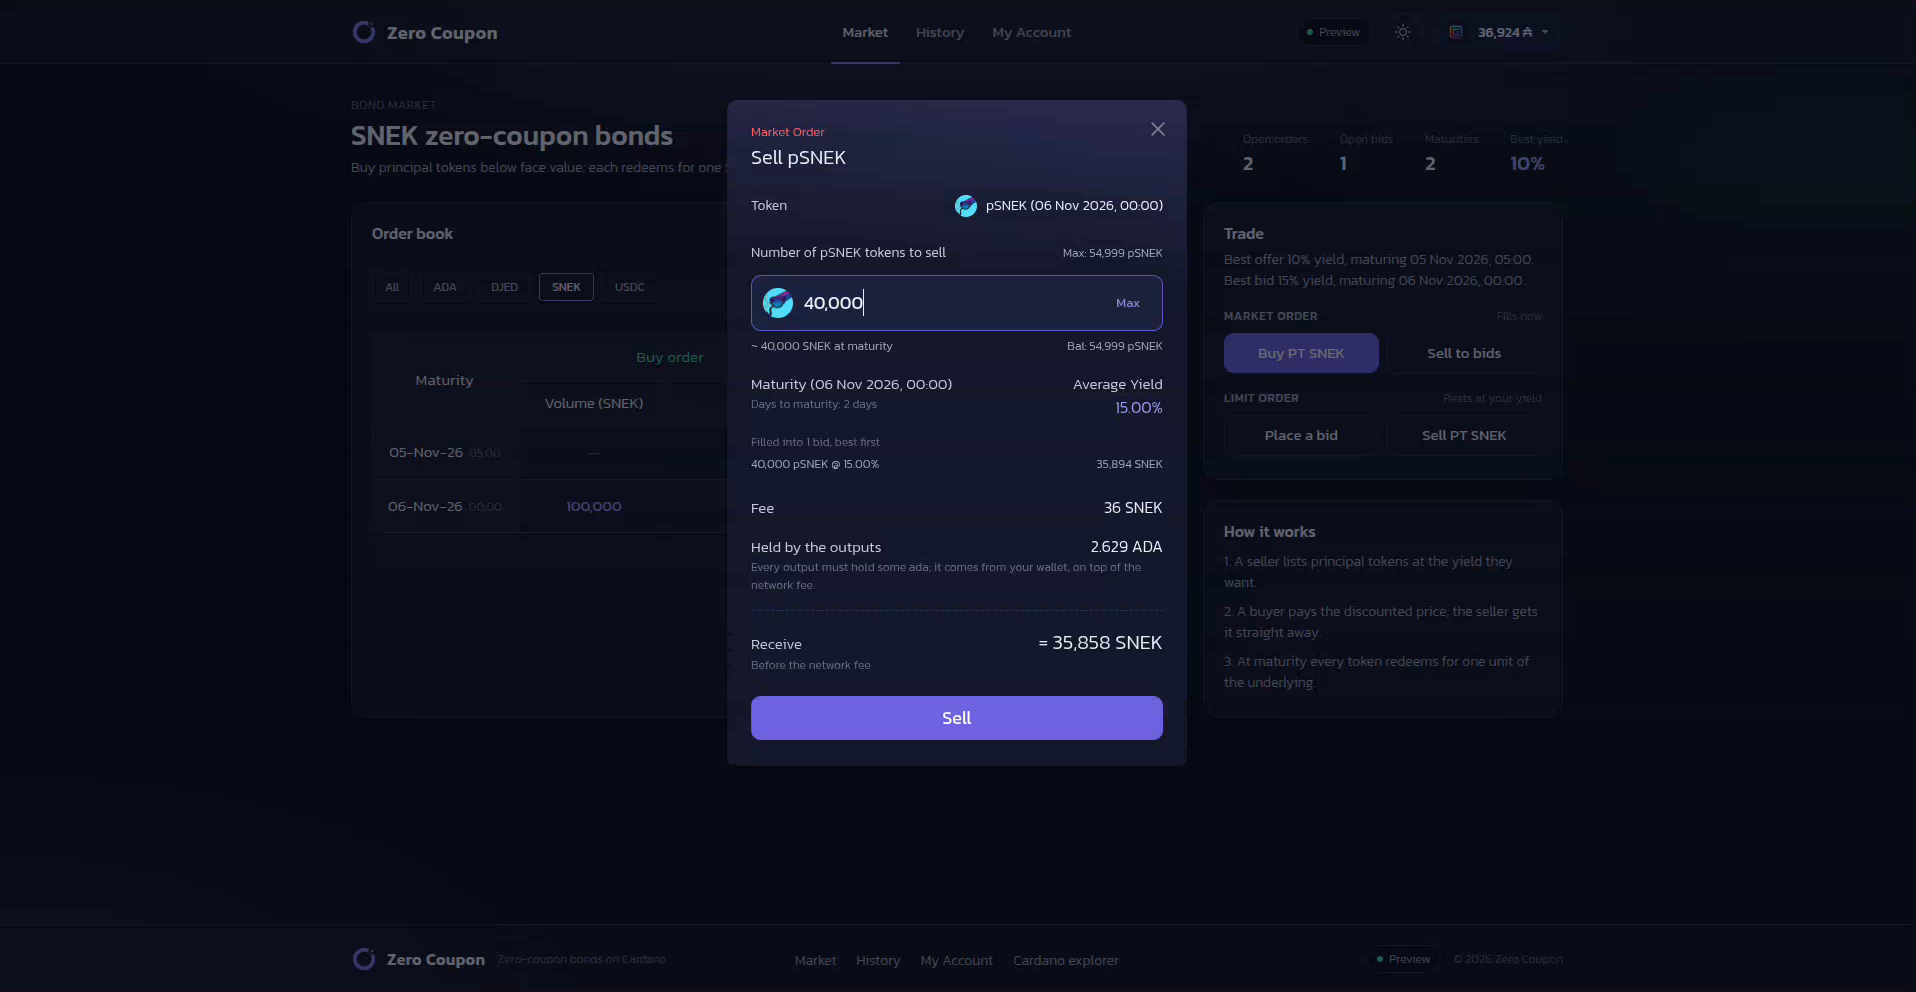 Zero Coupon
Market
History
My Account
Preview
36,924 ₳
BOND MARKET
SNEK zero-coupon bonds
Buy principal tokens below face value; each redeems for one
Open orders
2
Open bids
1
Maturities
2
Best yield
10%
Order book
All
ADA
DJED
SNEK
USDC
Maturity
Buy order
Volume (SNEK)
05-Nov-26 05:00
—
06-Nov-26 00:00
100,000
Market Order
Sell pSNEK
Token
pSNEK (06 Nov 2026, 00:00)
Number of pSNEK tokens to sell
Max: 54,999 pSNEK
40,000
Max
~ 40,000 SNEK at maturity
Bal: 54,999 pSNEK
Maturity (06 Nov 2026, 00:00)
Average Yield
Days to maturity: 2 days
15.00%
Filled into 1 bid, best first
40,000 pSNEK @ 15.00%
35,894 SNEK
Fee
36 SNEK
Held by the outputs
2.629 ADA
Every output must hold some ada; it comes from your wallet, on top of the
network fee.
Receive
= 35,858 SNEK
Before the network fee
Sell
Trade
Best offer 10% yield, maturing 05 Nov 2026, 05:00.
Best bid 15% yield, maturing 06 Nov 2026, 00:00.
MARKET ORDER
Fills now
Buy PT SNEK
Sell to bids
LIMIT ORDER
Rests at your yield
Place a bid
Sell PT SNEK
How it works
1. A seller lists principal tokens at the yield they
want.
2. A buyer pays the discounted price; the seller gets
it straight away.
3. At maturity every token redeems for one unit of
the underlying.
Zero Coupon
Zero-coupon bonds on Cardano
Market
History
My Account
Cardano explorer
Preview
© 2026 Zero Coupon